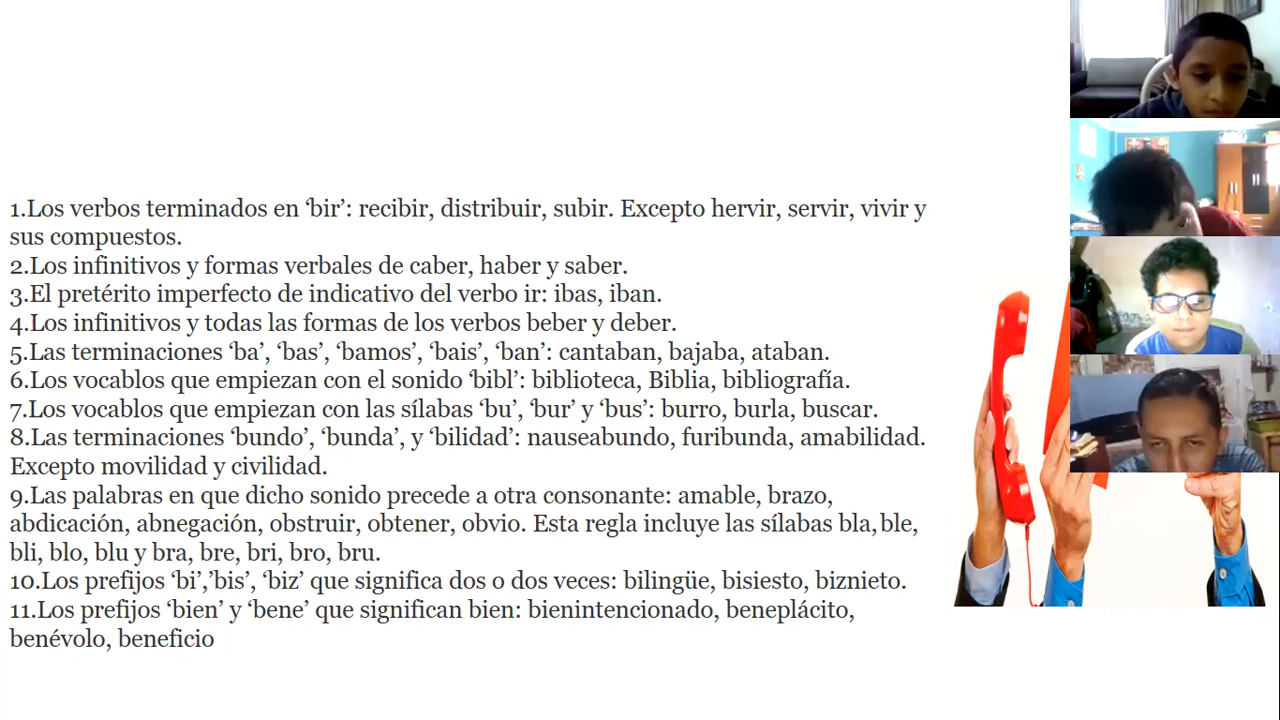 1.Los verbos terminados en ‘bir’: recibir, distribuir, subir. Excepto hervir, servir, vivir y
sus compuestos.
2.Los infinitivos y formas verbales de caber, haber y saber.
3.El pretérito imperfecto de indicativo del verbo ir: ibas, iban.
4.Los infinitivos y todas las formas de los verbos beber y deber.
5.Las terminaciones ‘ba’, ‘bas’, ‘bamos’, ‘bais’, ‘ban’: cantaban, bajaba, ataban.
6.Los vocablos que empiezan con el sonido ‘bibl’: biblioteca, Biblia, bibliografía.
7.Los vocablos que empiezan con las sílabas ‘bu’, ‘bur’ y ‘bus’: burro, burla, buscar.
8.Las terminaciones ‘bundo’, ‘bunda’, y ‘bilidad’: nauseabundo, furibunda, amabilidad.
Excepto movilidad y civilidad.
9.Las palabras en que dicho sonido precede a otra consonante: amable, brazo,
abdicación, abnegación, obstruir, obtener, obvio. Esta regla incluye las sílabas bla, ble,
bli, blo, blu y bra, bre, bri, bro, bru.
10.Los prefijos ‘bi’,’bis’, ‘biz’ que significa dos o dos veces: bilingüe, bisiesto, biznieto.
11.Los prefijos ‘bien’ y ‘bene’ que significan bien: bienintencionado, beneplácito,
benévolo, beneficio